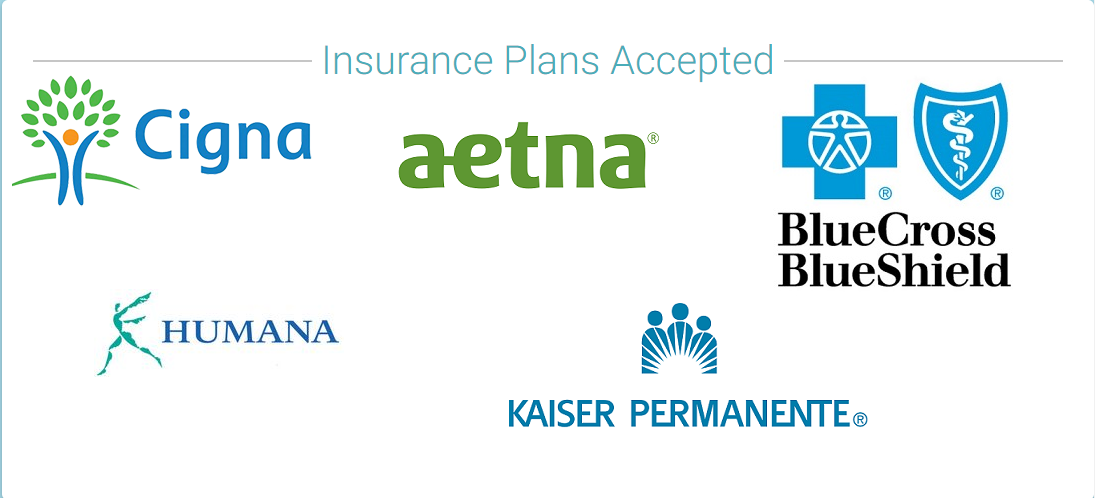 Insurance Plans Accepted
Cigna
aetna®
® ®
BlueCross
BlueShield
HUMANA
KAISER PERMANENTE®